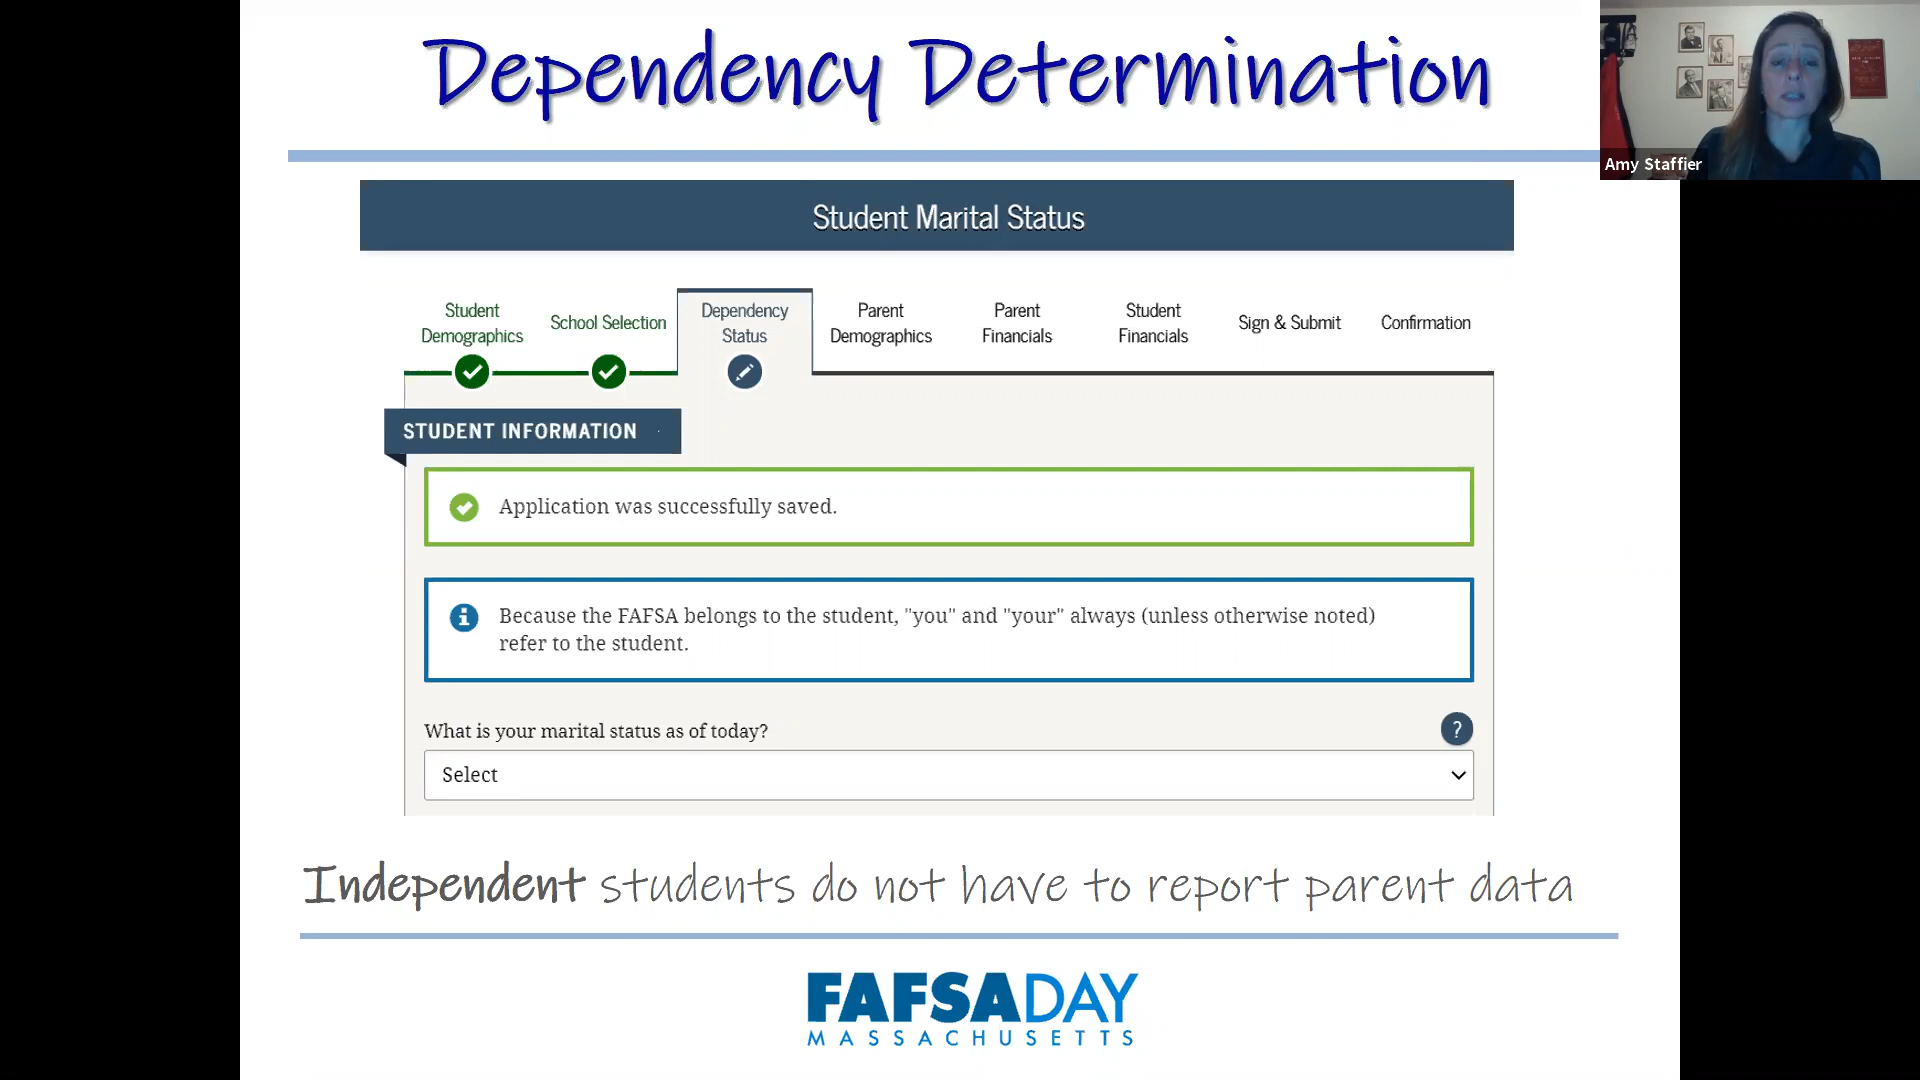 Dependency Determination
Amy Staffier
Student Marital Status
Student
Demographics
School Selection
Dependency
Status
Parent
Demographics
Parent
Financials
Student
Financials
Sign & Submit
Confirmation
STUDENT INFORMATION
Application was successfully saved.
Because the FAFSA belongs to the student, "you" and "your" always (unless otherwise noted)
refer to the student.
What is your marital status as of today?
?
Select
Independent students do not have to report parent data
FAFSADAY
MASSACHUSETTS